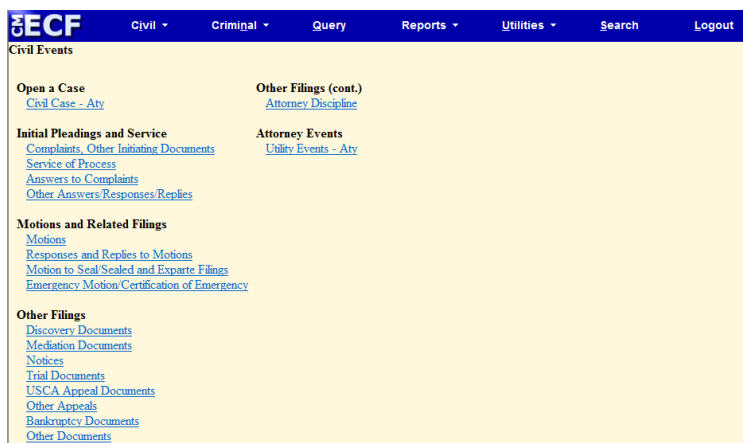 CM ECF Civil Criminal Query Reports Utilities Search Logout
Civil Events
Open a Case
Civil Case - Aty
Initial Pleadings and Service
Complaints, Other Initiating Documents
Service of Process
Answers to Complaints
Other Answers/Responses/Replies
Motions and Related Filings
Motions
Responses and Replies to Motions
Motion to Seal/Sealed and Exparte Filings
Emergency Motion/Certification of Emergency
Other Filings
Discovery Documents
Mediation Documents
Notices
Trial Documents
USCA Appeal Documents
Other Appeals
Bankruptcy Documents
Other Documents
Other Filings (cont.)
Attorney Discipline
Attorney Events
Utility Events - Aty